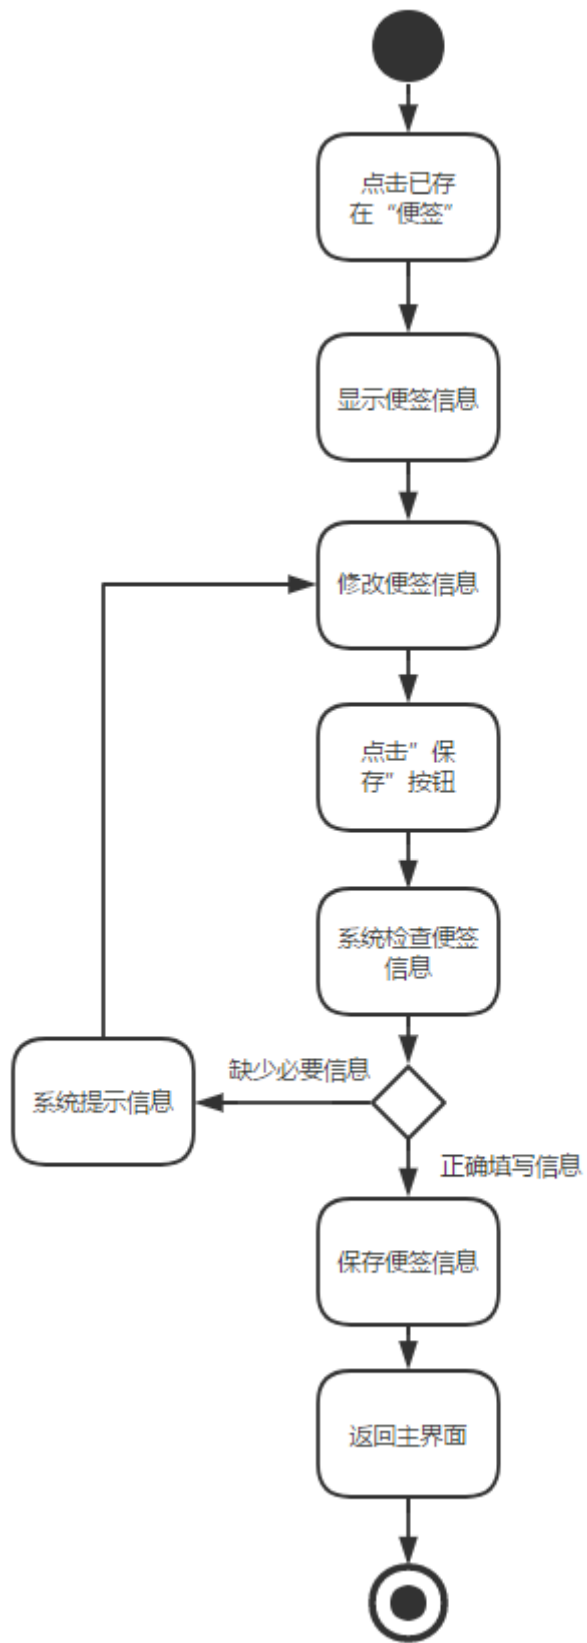 点击已存
在“便签”
显示便签信息
修改便签信息
点击”保
存”按钮
系统检查便签
信息
缺少必要信息
系统提示信息
正确填写信息
保存便签信息
返回主界面